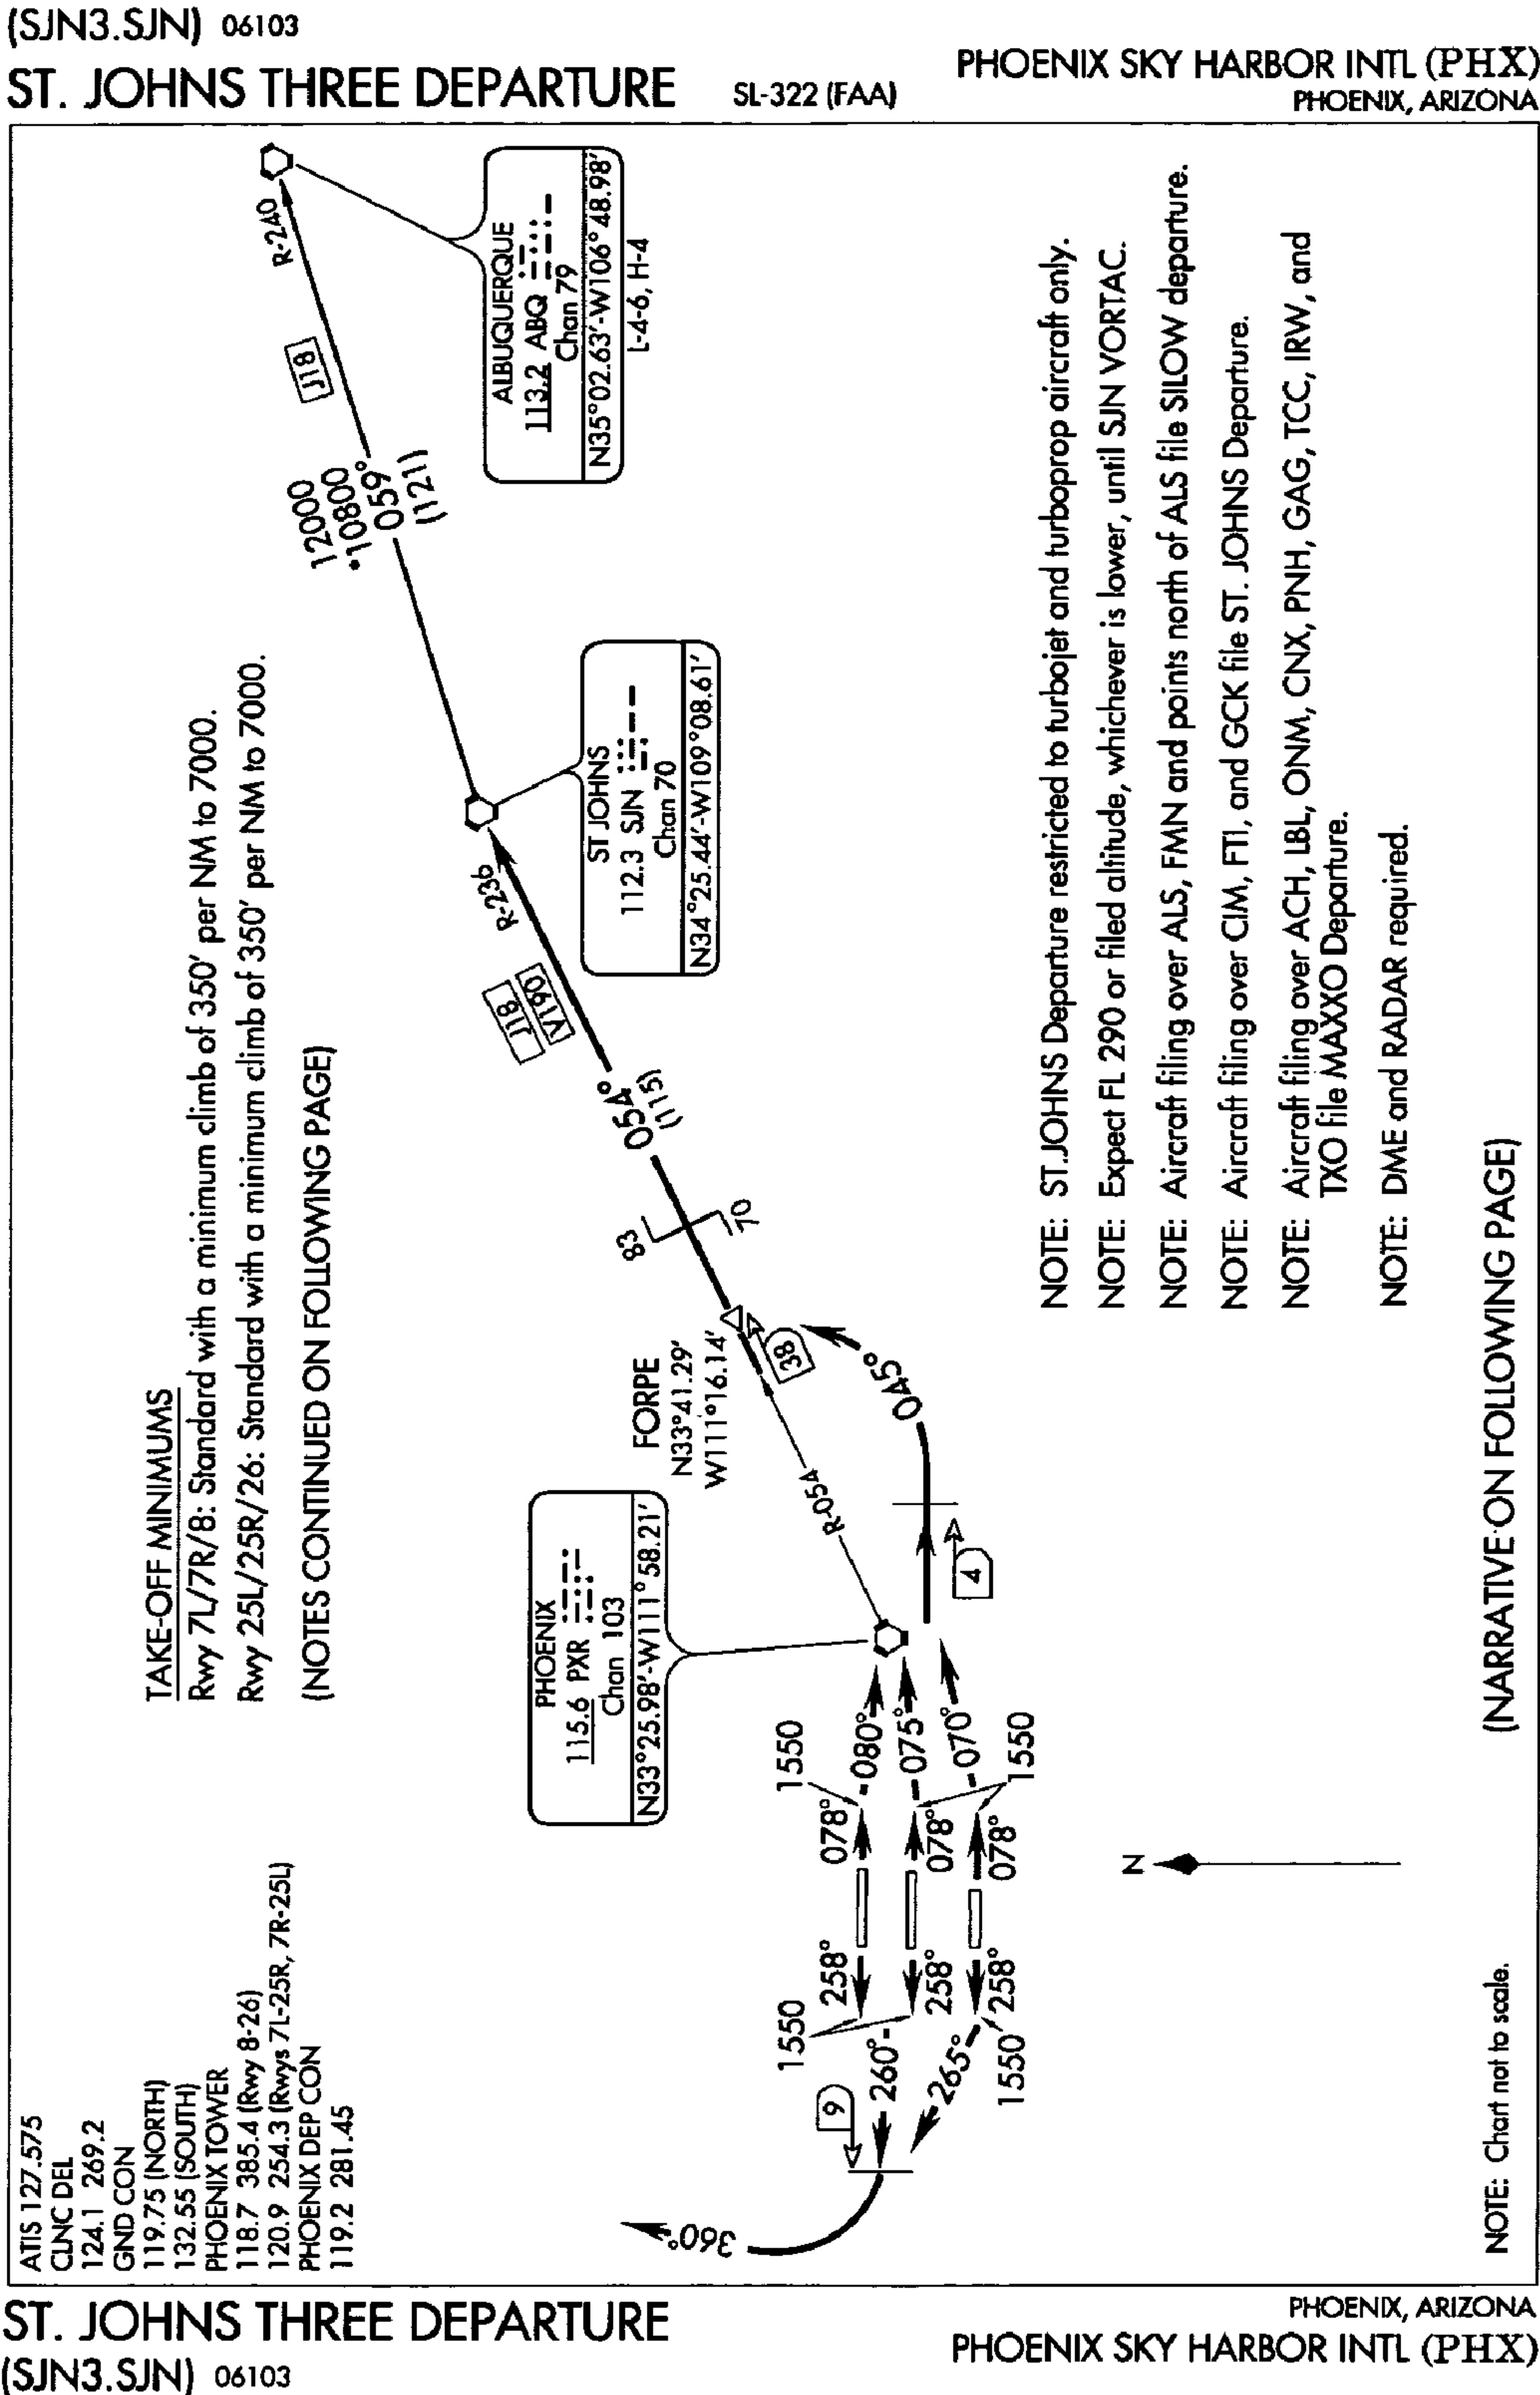 (SJN3.SJN) 06103
ST. JOHNS THREE DEPARTURE
SL-322 (FAA)
PHOENIX SKY HARBOR INTL (PHX)
PHOENIX, ARIZONA
ATIS 127.575
CLNC DEL
124.1 269.2
GND CON
119.75 (NORTH)
132.55 (SOUTH)
PHOENIX TOWER
118.7 385.4 (Rwy 8-26)
120.9 254.3 (Rwys 7L-25R, 7R-25L)
PHOENIX DEP CON
119.2 281.45
TAKE-OFF MINIMUMS
Rwy 7L/7R/8: Standard with a minimum climb of 350' per NM to 7000.
Rwy 25L/25R/26: Standard with a minimum climb of 350' per NM to 7000.
(NOTES CONTINUED ON FOLLOWING PAGE)
R-240
J18
12000
*10800
059°
(121)
ALBUQUERQUE
113.2 ABQ
Chan 79
N35°02.63'-W106°48.98'
L-4-6, H-4
R-236
J18
V190
ST JOHNS
112.3 SJN
Chan 70
N34°25.44'-W109°08.61'
054°
(115)
83
70
FORPE
N33°41.29'
W111°16.14'
38
045°
R-054
4
PHOENIX
115.6 PXR
Chan 103
N33°25.98'-W111°58.21'
1550
080°
075°
070°
1550
078°
078°
078°
258°
258°
258°
1550
1550
260°
265°
9
360°
N
NOTE: ST.JOHNS Departure restricted to turbojet and turboprop aircraft only.
NOTE: Expect FL 290 or filed altitude, whichever is lower, until SJN VORTAC.
NOTE: Aircraft filing over ALS, FMN and points north of ALS file SILOW departure.
NOTE: Aircraft filing over CIM, FTI, and GCK file ST. JOHNS Departure.
NOTE: Aircraft filing over ACH, LBL, ONM, CNX, PNH, GAG, TCC, IRW, and
TXO file MAXXO Departure.
NOTE: DME and RADAR required.
(NARRATIVE ON FOLLOWING PAGE)
NOTE: Chart not to scale.
ST. JOHNS THREE DEPARTURE
(SJN3.SJN) 06103
PHOENIX, ARIZONA
PHOENIX SKY HARBOR INTL (PHX)